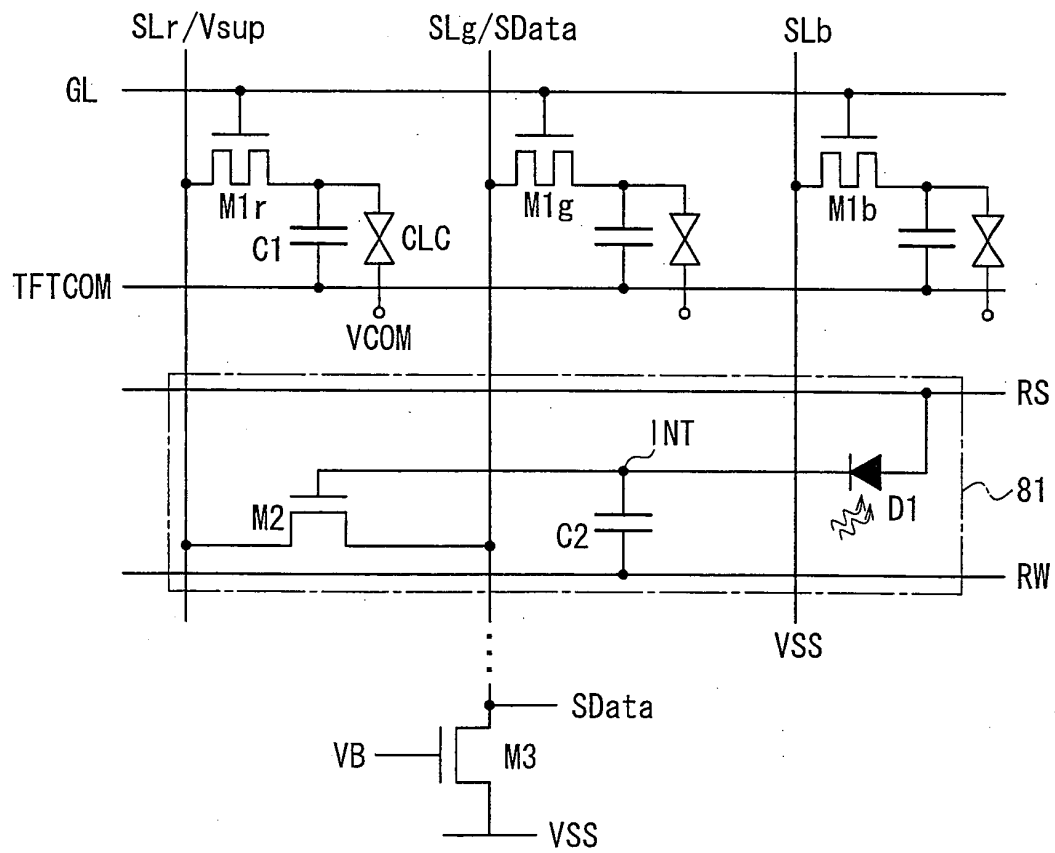 SLr/Vsup
SLg/SData
SLb
GL
M1r
M1g
M1b
C1
CLC
TFTCOM
VCOM
RS
INT
M2
C2
D1
81
RW
VSS
SData
VB
M3
VSS